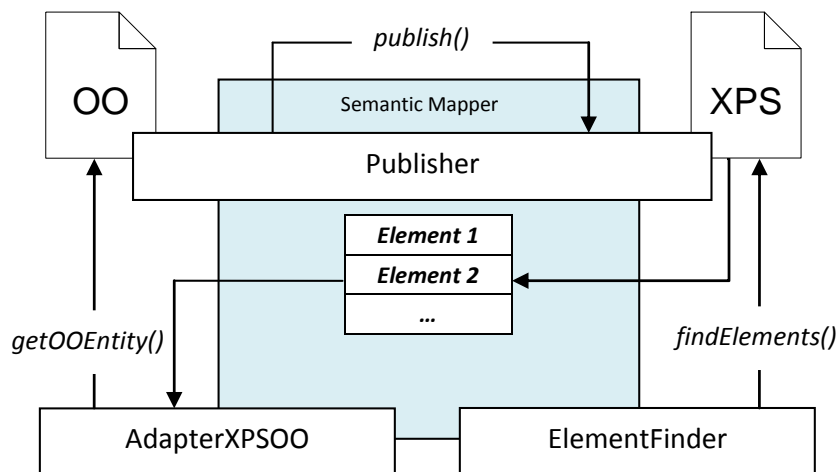 publish()
OO
XPS
Semantic Mapper
Publisher
Element 1
Element 2
...
getOOEntity()
findElements()
AdapterXPSOO
ElementFinder